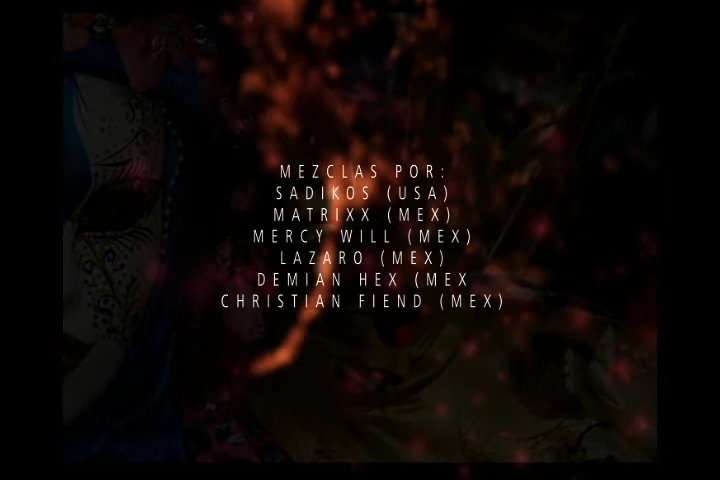 MEZCLAS POR:
SADIKOS (USA)
MATRIXX (MEX)
MERCY WILL (MEX)
LAZARO (MEX)
DEMIAN HEX (MEX
CHRISTIAN FIEND (MEX)